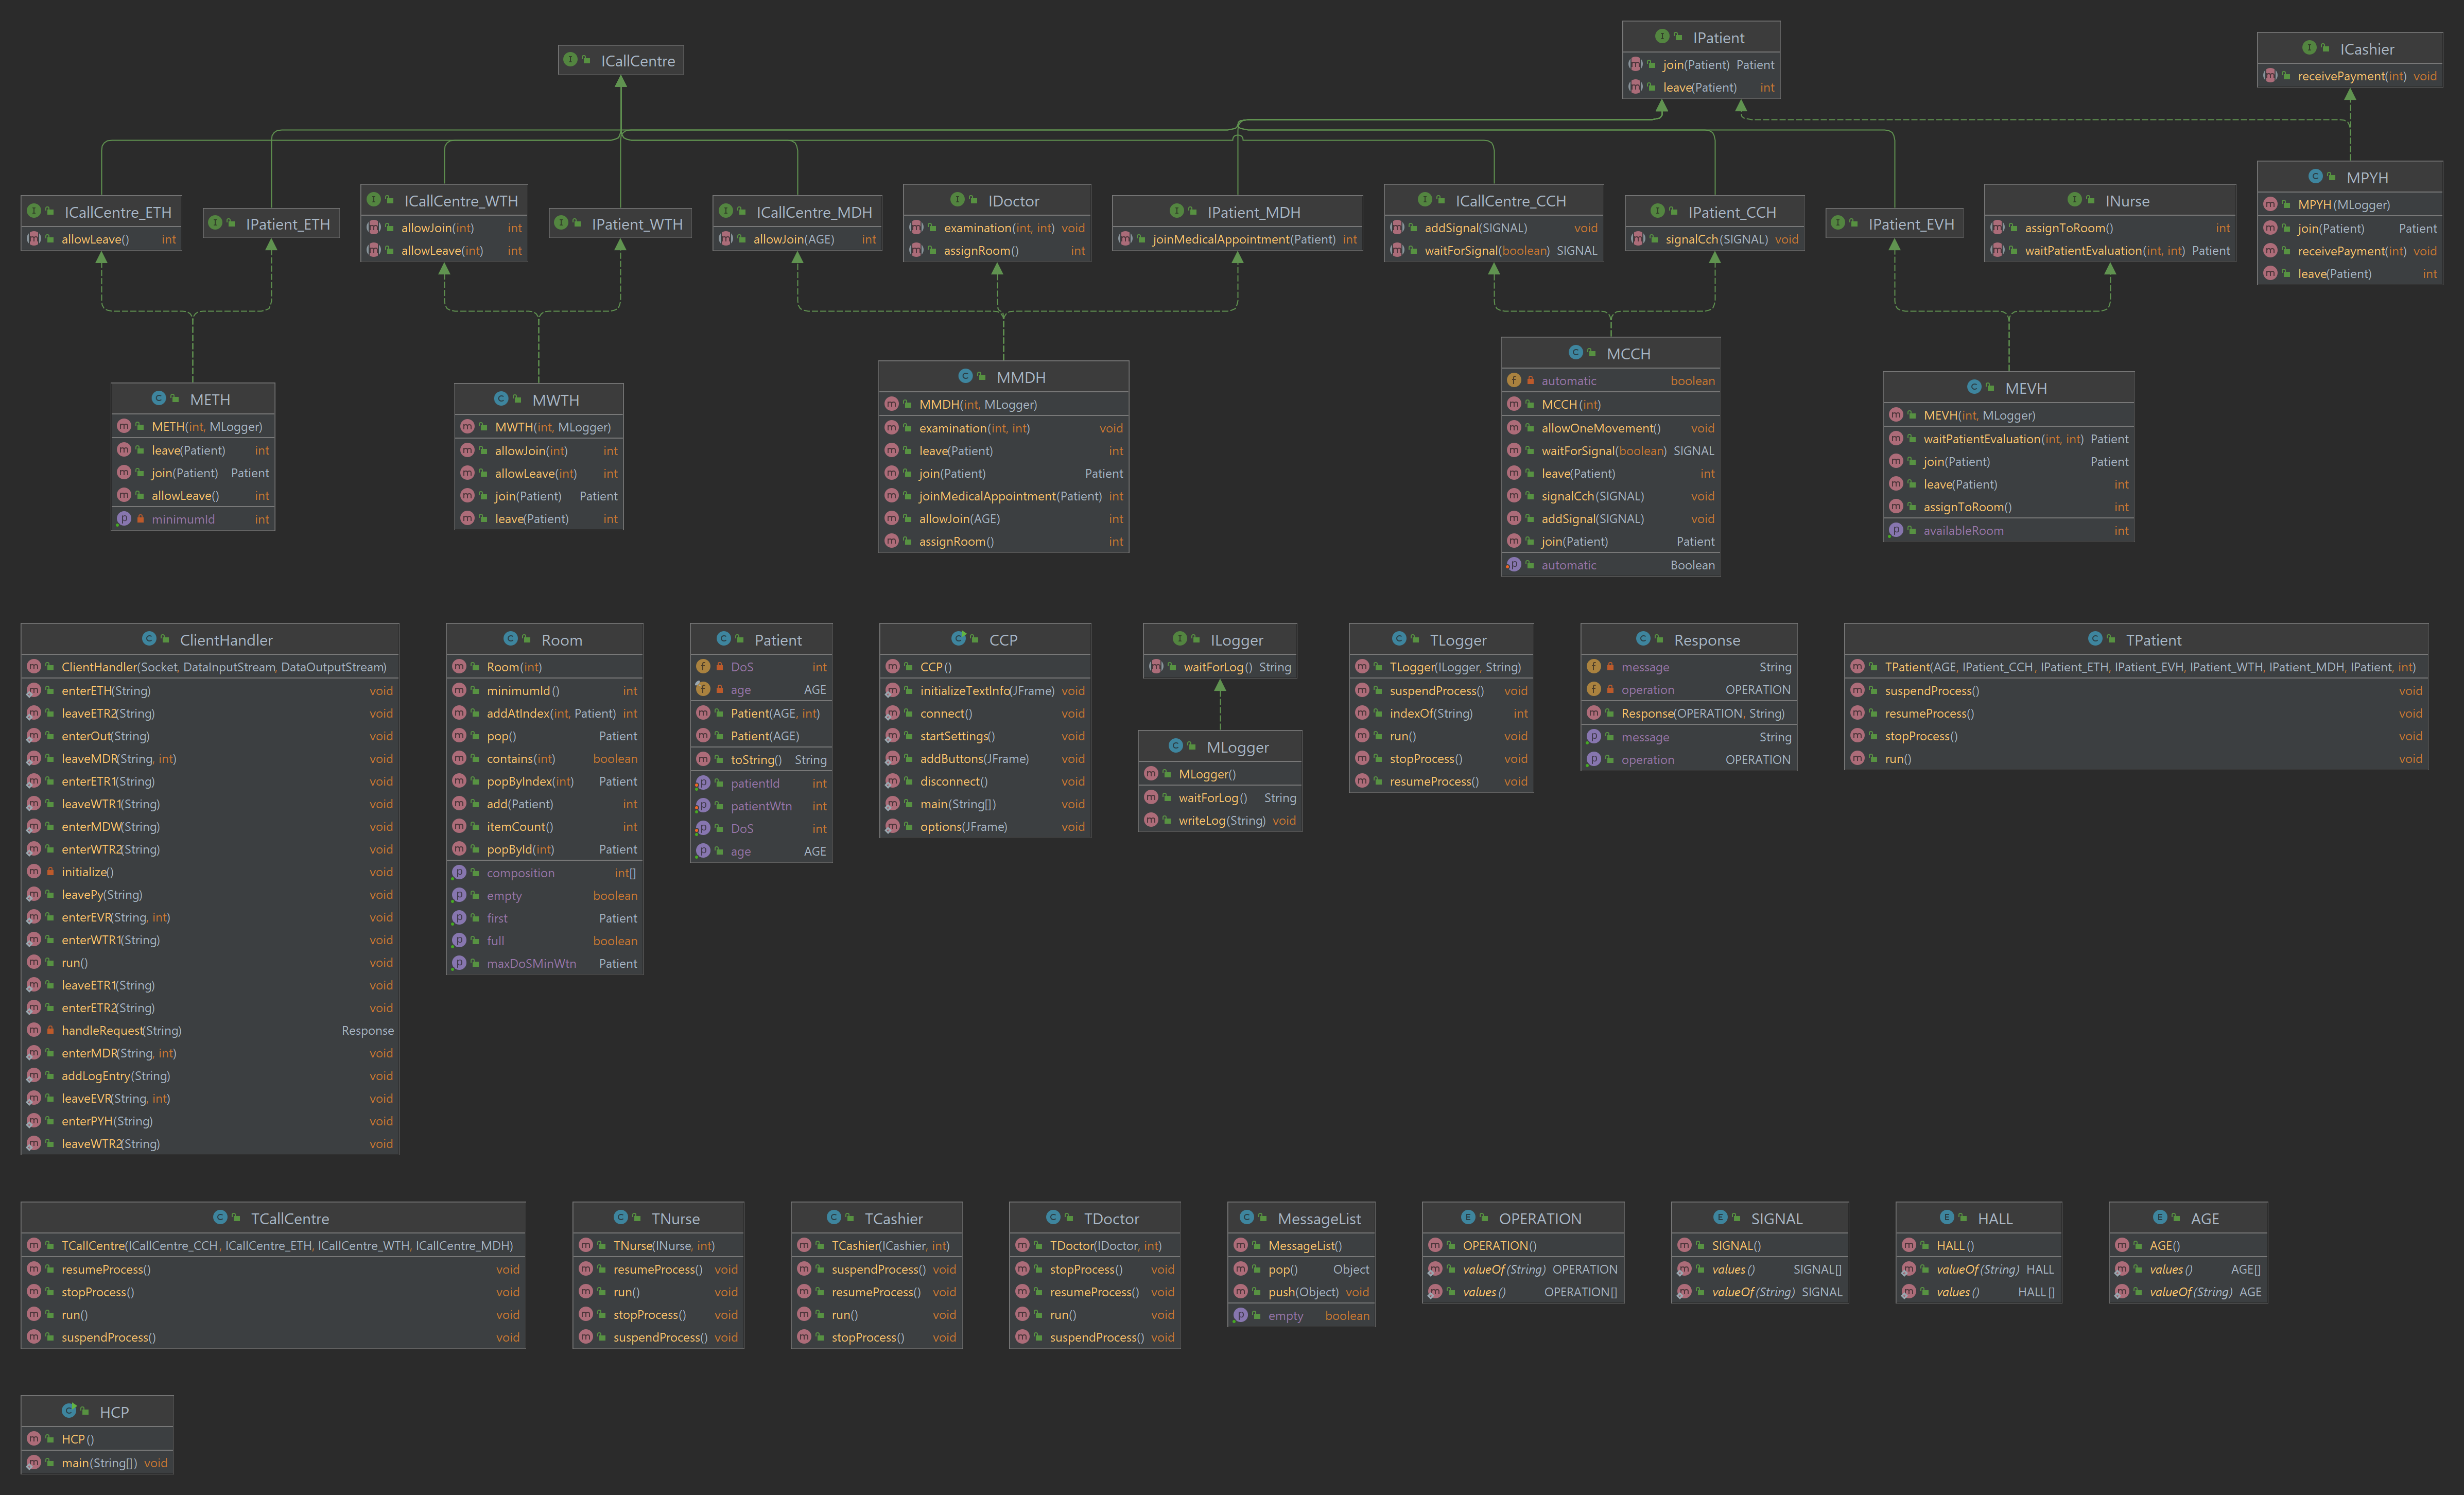 ICallCentre
IPatient
join(Patient) Patient
leave(Patient) int
ICashier
receivePayment(int) void
ICallCentre_ETH
allowLeave() int
IPatient_ETH
ICallCentre_WTH
allowJoin(int) int
allowLeave(int) int
IPatient_WTH
ICallCentre_MDH
allowJoin(AGE) int
IDoctor
examination(int, int) void
assignRoom() int
IPatient_MDH
joinMedicalAppointment(Patient) int
ICallCentre_CCH
addSignal(SIGNAL) void
waitForSignal(boolean) SIGNAL
IPatient_CCH
signalCch(SIGNAL) void
IPatient_EVH
INurse
assignToRoom() int
waitPatientEvaluation(int, int) Patient
MPYH
MPYH(MLogger)
join(Patient) Patient
receivePayment(int) void
leave(Patient) int
METH
METH(int, MLogger)
leave(Patient) int
join(Patient) Patient
allowLeave() int
minimumId int
MWTH
MWTH(int, MLogger)
allowJoin(int) int
allowLeave(int) int
join(Patient) Patient
leave(Patient) int
MMDH
MMDH(int, MLogger)
examination(int, int) void
leave(Patient) int
join(Patient) Patient
joinMedicalAppointment(Patient) int
allowJoin(AGE) int
assignRoom() int
MCCH
automatic boolean
MCCH(int)
allowOneMovement() void
waitForSignal(boolean) SIGNAL
leave(Patient) int
signalCch(SIGNAL) void
addSignal(SIGNAL) void
join(Patient) Patient
automatic Boolean
MEVH
MEVH(int, MLogger)
waitPatientEvaluation(int, int) Patient
join(Patient) Patient
leave(Patient) int
assignToRoom() int
availableRoom int
ClientHandler
ClientHandler(Socket, DataInputStream, DataOutputStream)
enterETH(String) void
leaveETR2(String) void
enterOut(String) void
leaveMDR(String, int) void
enterETR1(String) void
leaveWTR1(String) void
enterMDW(String) void
enterWTR2(String) void
initialize() void
leavePy(String) void
enterEVR(String, int) void
enterWTR1(String) void
run() void
leaveETR1(String) void
enterETR2(String) void
handleRequest(String) Response
enterMDR(String, int) void
addLogEntry(String) void
leaveEVR(String, int) void
enterPYH(String) void
leaveWTR2(String) void
Room
Room(int)
minimumId() int
addAtIndex(int, Patient) int
pop() Patient
contains(int) boolean
popByIndex(int) Patient
add(Patient) int
itemCount() int
popById(int) Patient
composition int[]
empty boolean
first Patient
full boolean
maxDoSMinWtn Patient
Patient
DoS int
age AGE
Patient(AGE, int)
Patient(AGE)
toString() String
patientId int
patientWtn int
DoS int
age AGE
CCP
CCP()
initializeTextInfo(JFrame) void
connect() void
startSettings() void
addButtons(JFrame) void
disconnect() void
main(String[]) void
options(JFrame) void
ILogger
waitForLog() String
MLogger
MLogger()
waitForLog() String
writeLog(String) void
TLogger
TLogger(ILogger, String)
suspendProcess() void
indexOf(String) int
run() void
stopProcess() void
resumeProcess() void
Response
message String
operation OPERATION
Response(OPERATION, String)
message String
operation OPERATION
TPatient
TPatient(AGE, IPatient_CCH, IPatient_ETH, IPatient_EVH, IPatient_WTH, IPatient_MDH, IPatient, int)
suspendProcess() void
resumeProcess() void
stopProcess() void
run() void
TCallCentre
TCallCentre(ICallCentre_CCH, ICallCentre_ETH, ICallCentre_WTH, ICallCentre_MDH)
resumeProcess() void
stopProcess() void
run() void
suspendProcess() void
TNurse
TNurse(INurse, int)
resumeProcess() void
run() void
stopProcess() void
suspendProcess() void
TCashier
TCashier(ICashier, int)
suspendProcess() void
resumeProcess() void
run() void
stopProcess() void
TDoctor
TDoctor(IDoctor, int)
stopProcess() void
resumeProcess() void
run() void
suspendProcess() void
MessageList
MessageList()
pop() Object
push(Object) void
empty boolean
OPERATION
OPERATION()
valueOf(String) OPERATION
values() OPERATION[]
SIGNAL
SIGNAL()
values() SIGNAL[]
valueOf(String) SIGNAL
HALL
HALL()
valueOf(String) HALL
values() HALL[]
AGE
AGE()
values() AGE[]
valueOf(String) AGE
HCP
HCP()
main(String[]) void